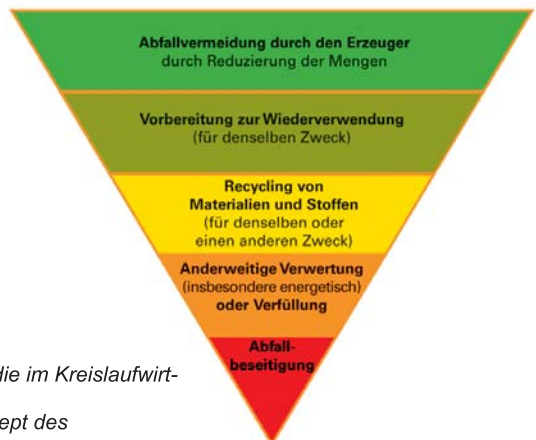 Abfallvermeidung durch den Erzeuger
durch Reduzierung der Mengen
Vorbereitung zur Wiederverwendung
(für denselben Zweck)
Recycling von
Materialien und Stoffen
(für denselben oder
einen anderen Zweck)
Anderweitige Verwertung
(insbesondere energetisch)
oder Verfüllung
Abfall-
beseitigung
die im Kreislaufwirt-
ept des